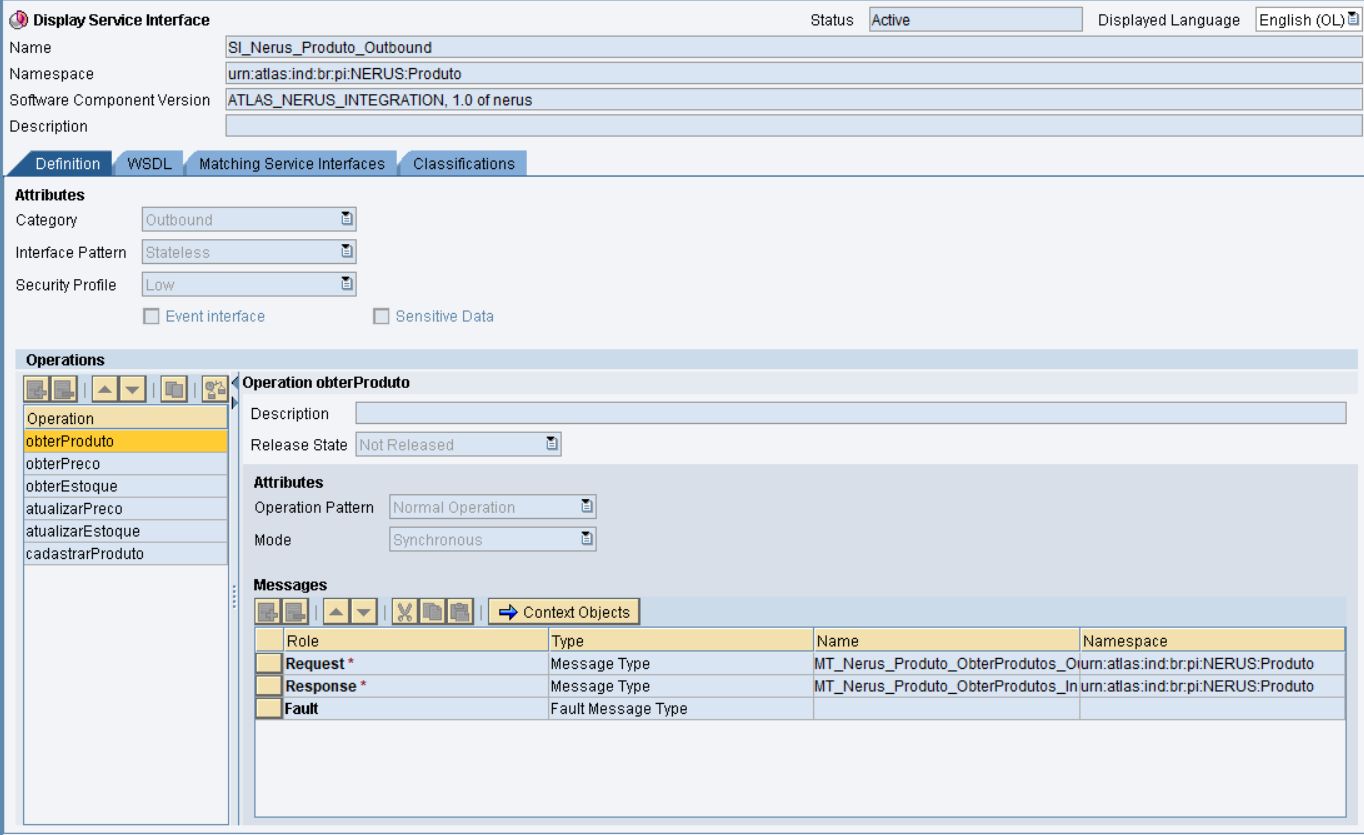 Display Service Interface Status Active Displayed Language English (OL)
Name SI_Nerus_Produto_Outbound
Namespace urn:atlas:ind:br:pi:NERUS:Produto
Software Component Version ATLAS_NERUS_INTEGRATION, 1.0 of nerus
Description
Definition WSDL Matching Service Interfaces Classifications
Attributes
Category Outbound
Interface Pattern Stateless
Security Profile Low
Event interface Sensitive Data
Operations
Operation
obterProduto
obterPreco
obterEstoque
atualizarPreco
atualizarEstoque
cadastrarProduto
Operation obterProduto
Description
Release State Not Released
Attributes
Operation Pattern Normal Operation
Mode Synchronous
Messages
Context Objects
Role Type Name Namespace
Request * Message Type MT_Nerus_Produto_ObterProdutos_Ou urn:atlas:ind:br:pi:NERUS:Produto
Response * Message Type MT_Nerus_Produto_ObterProdutos_In urn:atlas:ind:br:pi:NERUS:Produto
Fault Fault Message Type